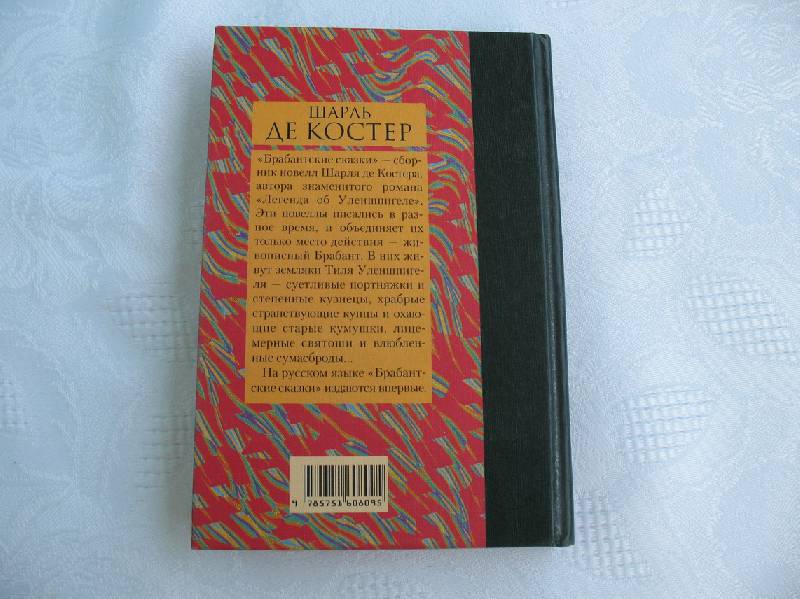 ШАРЛЬ
ДЕ КОСТЕР
«Брабантские сказки» — сбор-
ник новелл Шарля де Костера,
автора знаменитого романа
«Легенда об Уленшпигеле».
Эти новеллы писались в раз-
ное время, и объединяет их
только место действия — жи-
вописный Брабант. В них жи-
вут земляки Тиля Уленшпиге-
ля — суетливые портняжки и
степенные кузнецы, храбрые
странствующие купцы и охаю-
щие старые кумушки, лице-
мерные святоши и влюблен-
ные сумасброды...
На русском языке «Брабант-
ские сказки» издаются впервые.
9 785751 606095